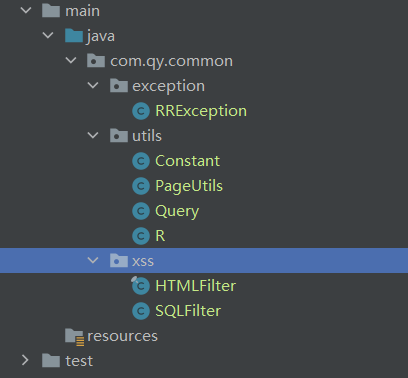 main
java
com.qy.common
exception
RRException
utils
Constant
PageUtils
Query
R
xss
HTMLFilter
SQLFilter
resources
test